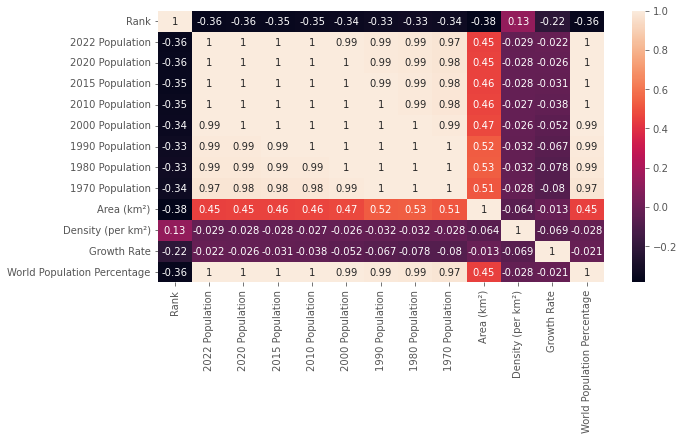 Rank 1 -0.36 -0.36 -0.35 -0.35 -0.34 -0.33 -0.33 -0.34 -0.38 0.13 -0.22 -0.36
2022 Population -0.36 1 1 1 1 0.99 0.99 0.99 0.97 0.45 -0.029 -0.022 1
2020 Population -0.36 1 1 1 1 1 0.99 0.99 0.98 0.45 -0.028 -0.026 1
2015 Population -0.35 1 1 1 1 1 0.99 0.99 0.98 0.46 -0.028 -0.031 1
2010 Population -0.35 1 1 1 1 1 1 0.99 0.98 0.46 -0.027 -0.038 1
2000 Population -0.34 0.99 1 1 1 1 1 1 0.99 0.47 -0.026 -0.052 0.99
1990 Population -0.33 0.99 0.99 0.99 1 1 1 1 1 0.52 -0.032 -0.067 0.99
1980 Population -0.33 0.99 0.99 0.99 0.99 1 1 1 1 0.53 -0.032 -0.078 0.99
1970 Population -0.34 0.97 0.98 0.98 0.98 0.99 1 1 1 0.51 -0.028 -0.08 0.97
Area (km²) -0.38 0.45 0.45 0.46 0.46 0.47 0.52 0.53 0.51 1 -0.064 -0.013 0.45
Density (per km²) 0.13 -0.029 -0.028 -0.028 -0.027 -0.026 -0.032 -0.032 -0.028 -0.064 1 -0.069 -0.028
Growth Rate -0.22 -0.022 -0.026 -0.031 -0.038 -0.052 -0.067 -0.078 -0.08 -0.013 -0.069 1 -0.021
World Population Percentage -0.36 1 1 1 1 0.99 0.99 0.99 0.97 0.45 -0.028 -0.021 1
Rank
2022 Population
2020 Population
2015 Population
2010 Population
2000 Population
1990 Population
1980 Population
1970 Population
Area (km²)
Density (per km²)
Growth Rate
World Population Percentage
1.0
0.8
0.6
0.4
0.2
0.0
−0.2